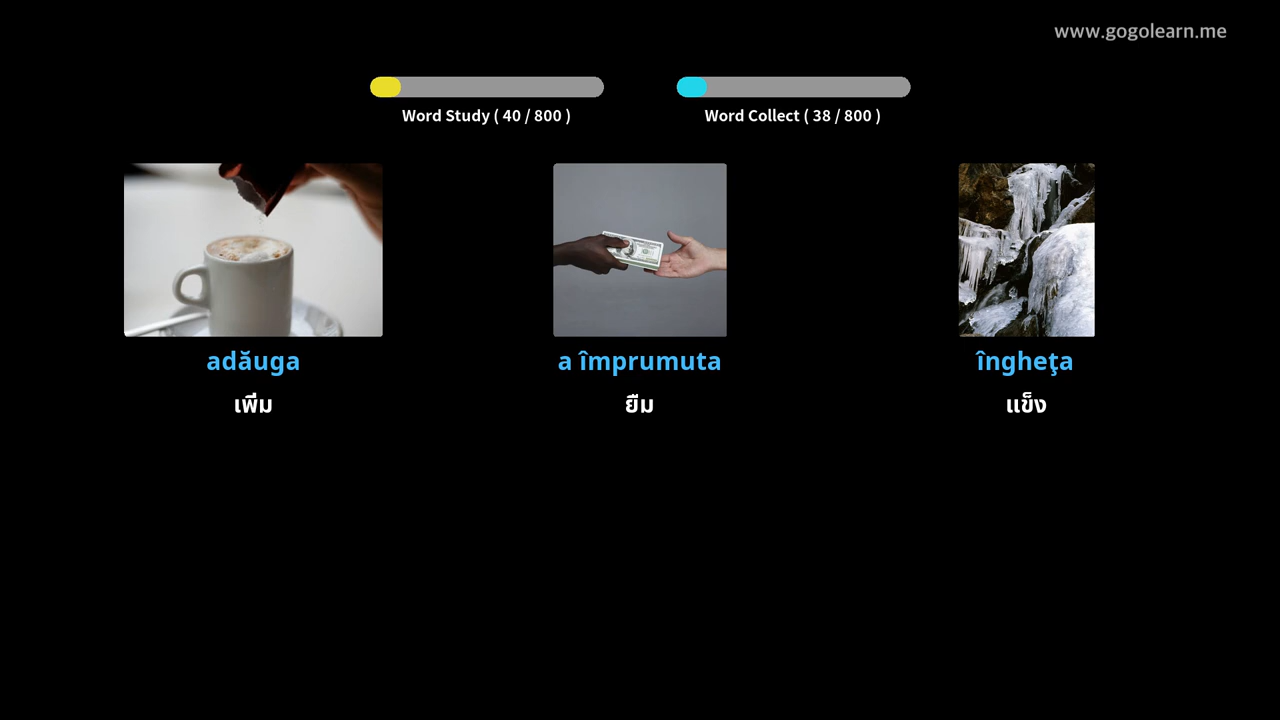 www.gogolearn.me
Word Study ( 40 / 800 )
Word Collect ( 38 / 800 )
adăuga
a împrumuta
îngheţa
เพิ่ม
ยืม
แข็ง